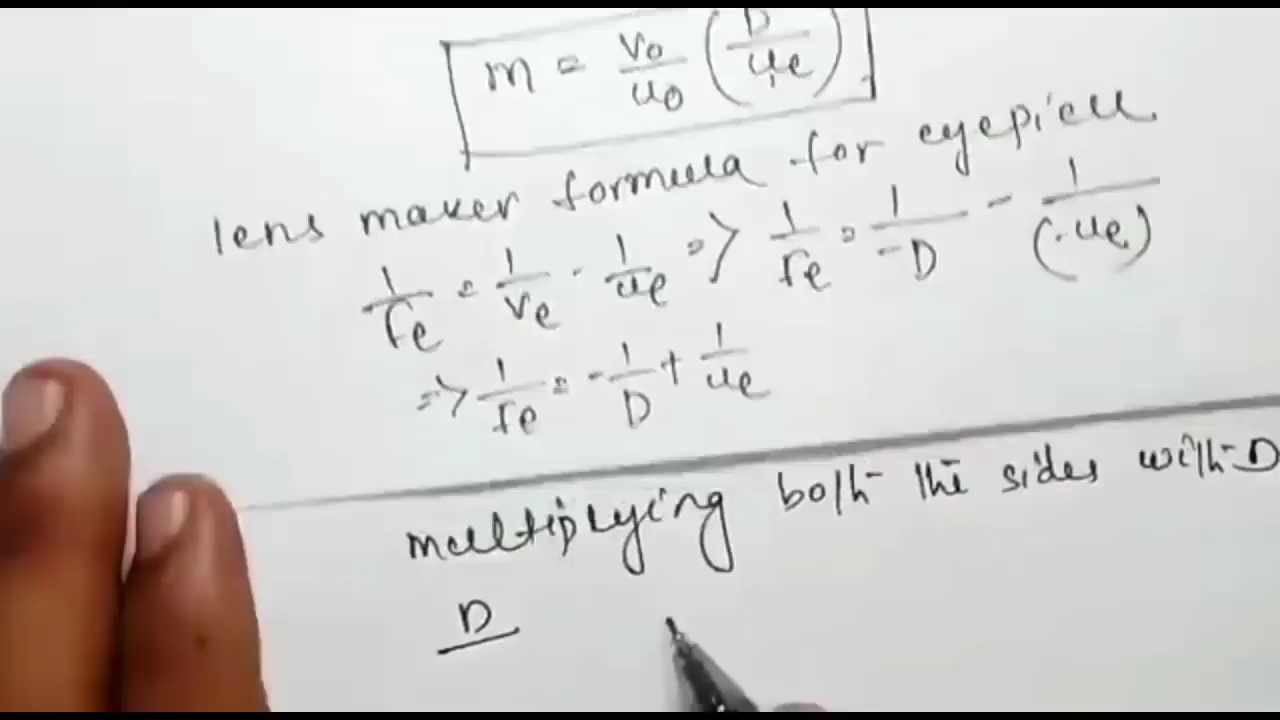 m = v₀/u₀ (D/uₑ)
lens maker formula for eyepiece
1/fₑ = 1/vₑ - 1/uₑ => 1/fₑ = 1/-D - 1/(-uₑ)
=> 1/fₑ = -1/D + 1/uₑ
multiplying both the sides with D
D